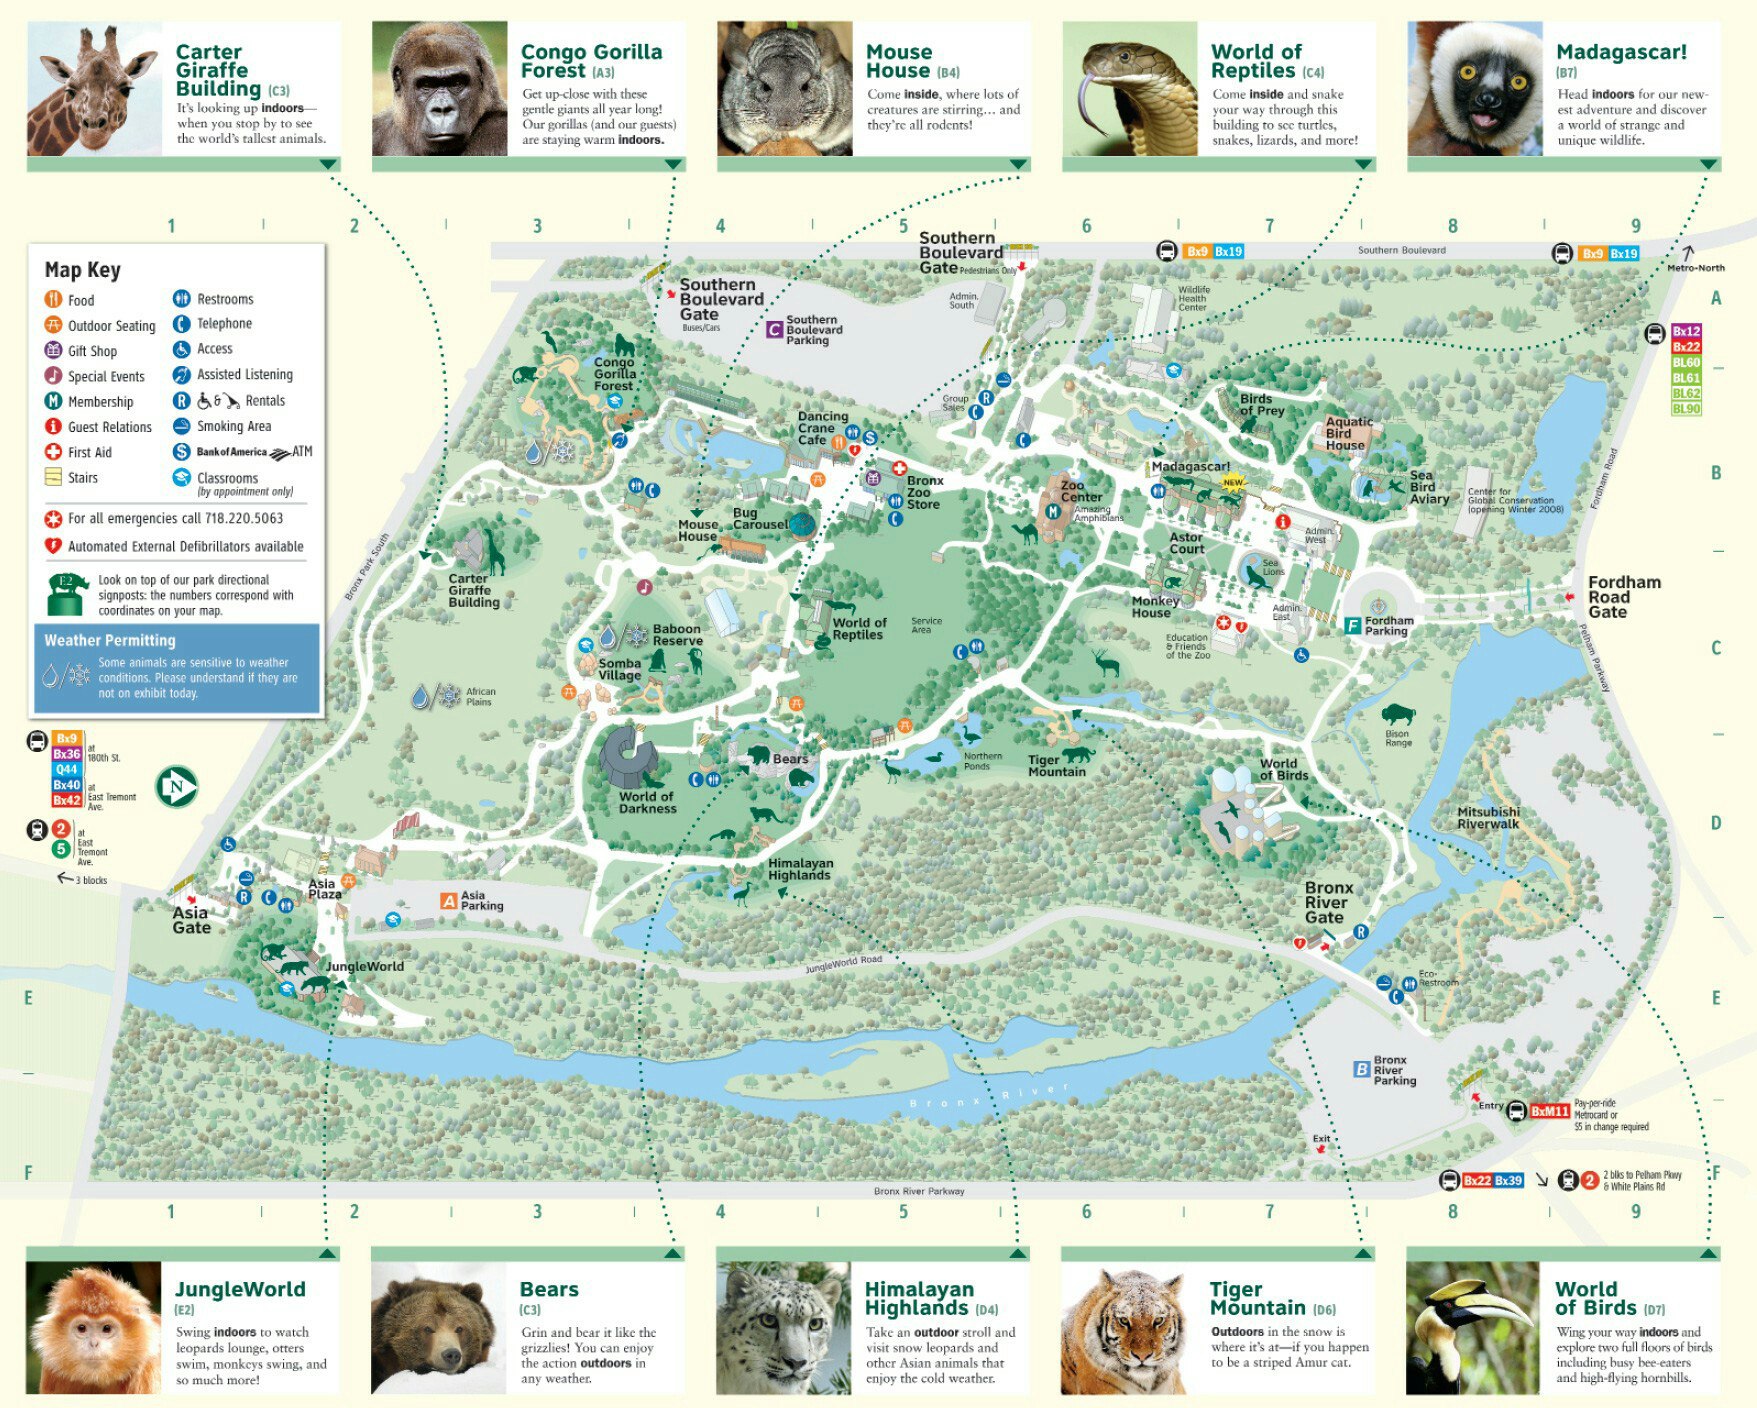 Carter
Giraffe
Building (C3)
It's looking up indoors—
when you stop by to see
the world's tallest animals.
Congo Gorilla
Forest (A3)
Get up-close with these
gentle giants all year long!
Our gorillas (and our guests)
are staying warm indoors.
Mouse
House (B4)
Come inside, where lots of
creatures are stirring... and
they're all rodents!
World of
Reptiles (C4)
Come inside and snake
your way through this
building to see turtles,
snakes, lizards, and more!
Madagascar!
(B7)
Head indoors for our new-
est adventure and discover
a world of strange and
unique wildlife.
1 2 3 4 5 6 7 8 9
Map Key
Food
Outdoor Seating
Gift Shop
Special Events
M Membership
Guest Relations
First Aid
Stairs
Restrooms
Telephone
Access
Assisted Listening
R & Rentals
Smoking Area
$ Bank of America ATM
Classrooms
(by appointment only)
For all emergencies call 718.220.5063
Automated External Defibrillators available
E2
Look on top of our park directional
signposts: the numbers correspond with
coordinates on your map.
Weather Permitting
Some animals are sensitive to weather
conditions. Please understand if they are
not on exhibit today.
Southern
Boulevard
Gate Pedestrians Only
Bx9 Bx19
Southern Boulevard
Bx9 Bx19
Metro-North
Southern
Boulevard
Gate
Buses/Cars
C Southern
Boulevard
Parking
Admin.
South
Wildlife
Health
Center
A
Bx12
Bx22
BL60
BL61
BL62
BL90
Congo
Gorilla
Forest
Group
Sales
R
Birds
of Prey
Aquatic
Bird
House
Dancing
Crane
Cafe
$
Madagascar!
NEW
Sea
Bird
Aviary
B
Bronx
Zoo
Store
Zoo
Center
Amazing
Amphibians
M
Center for
Global Conservation
(opening Winter 2008)
Fordham Road
Mouse
House
Bug
Carousel
Astor
Court
Admin.
West
Sea
Lions
Bronx Park South
Carter
Giraffe
Building
Monkey
House
Admin.
East
F Fordham
Parking
Fordham
Road
Gate
Baboon
Reserve
World of
Reptiles
Service
Area
Education
& Friends
of the Zoo
C
Pelham Parkway
Somba
Village
African
Plains
Bison
Range
Bx9
Bx36
at
180th St.
Q44
Bx40
Bx42
at
East Tremont
Ave.
2
5
at
East
Tremont
Ave.
3 blocks
N
Bears
Northern
Ponds
Tiger
Mountain
World
of Birds
World of
Darkness
Mitsubishi
Riverwalk
D
Himalayan
Highlands
Asia
Plaza
R
A Asia
Parking
Asia
Gate
Bronx
River
Gate
R
JungleWorld
JungleWorld Road
Eco-
Restroom
E
E
B Bronx
River
Parking
Bronx River
Entry
BxM11
Pay-per-ride
Metrocard or
$5 in change required
Exit
F
F
Bx22 Bx39
2
2 blks to Pelham Pkwy
& White Plains Rd
Bronx River Parkway
1 2 3 4 5 6 7 8 9
JungleWorld
(E2)
Swing indoors to watch
leopards lounge, otters
swim, monkeys swing, and
so much more!
Bears
(C3)
Grin and bear it like the
grizzlies! You can enjoy
the action outdoors in
any weather.
Himalayan
Highlands (D4)
Take an outdoor stroll and
visit snow leopards and
other Asian animals that
enjoy the cold weather.
Tiger
Mountain (D6)
Outdoors in the snow is
where it's at—if you happen
to be a striped Amur cat.
World
of Birds (D7)
Wing your way indoors and
explore two full floors of birds
including busy bee-eaters
and high-flying hornbills.